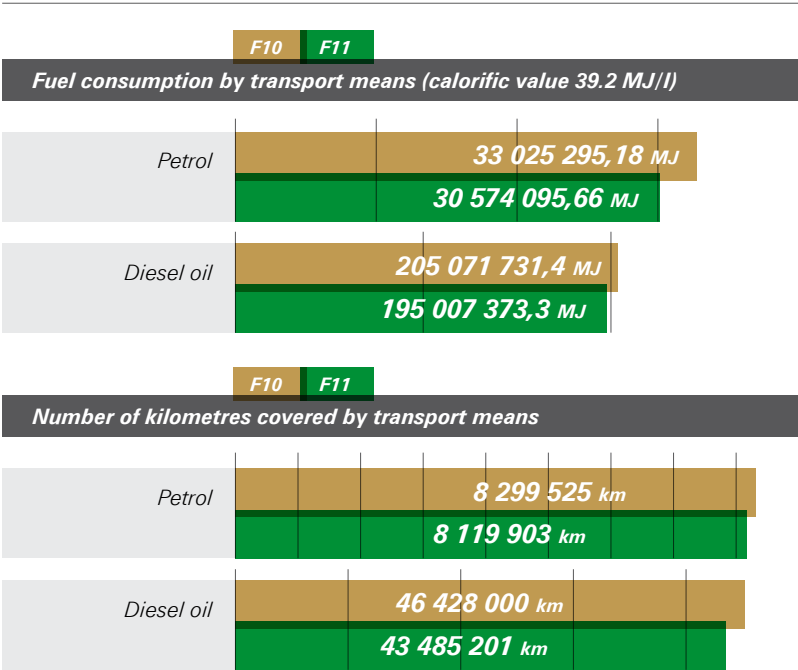 F10 F11
Fuel consumption by transport means (calorific value 39.2 MJ/l)
Petrol
33 025 295,18 MJ
30 574 095,66 MJ
Diesel oil
205 071 731,4 MJ
195 007 373,3 MJ
F10 F11
Number of kilometres covered by transport means
Petrol
8 299 525 km
8 119 903 km
Diesel oil
46 428 000 km
43 485 201 km